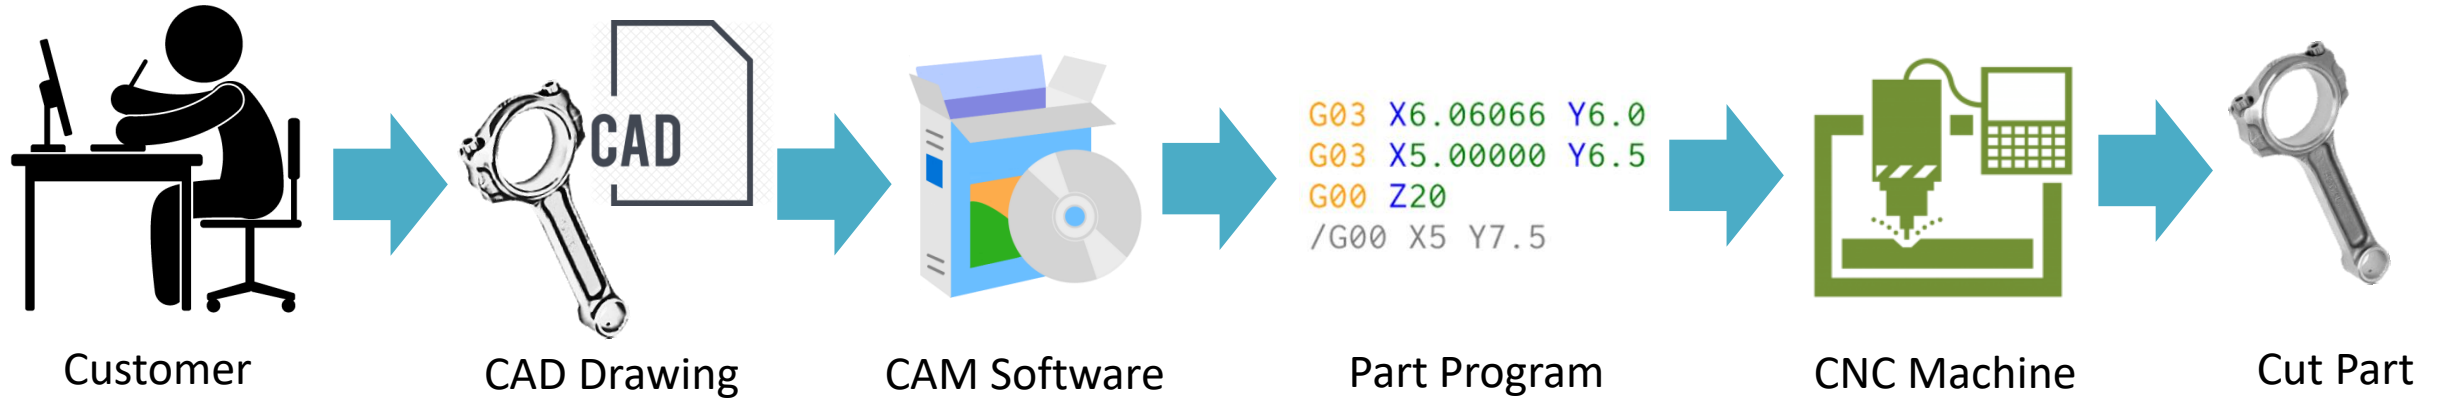 CAD
G03 X6.06066 Y6.0
G03 X5.00000 Y6.5
G00 Z20
/G00 X5 Y7.5
Customer
CAD Drawing
CAM Software
Part Program
CNC Machine
Cut Part